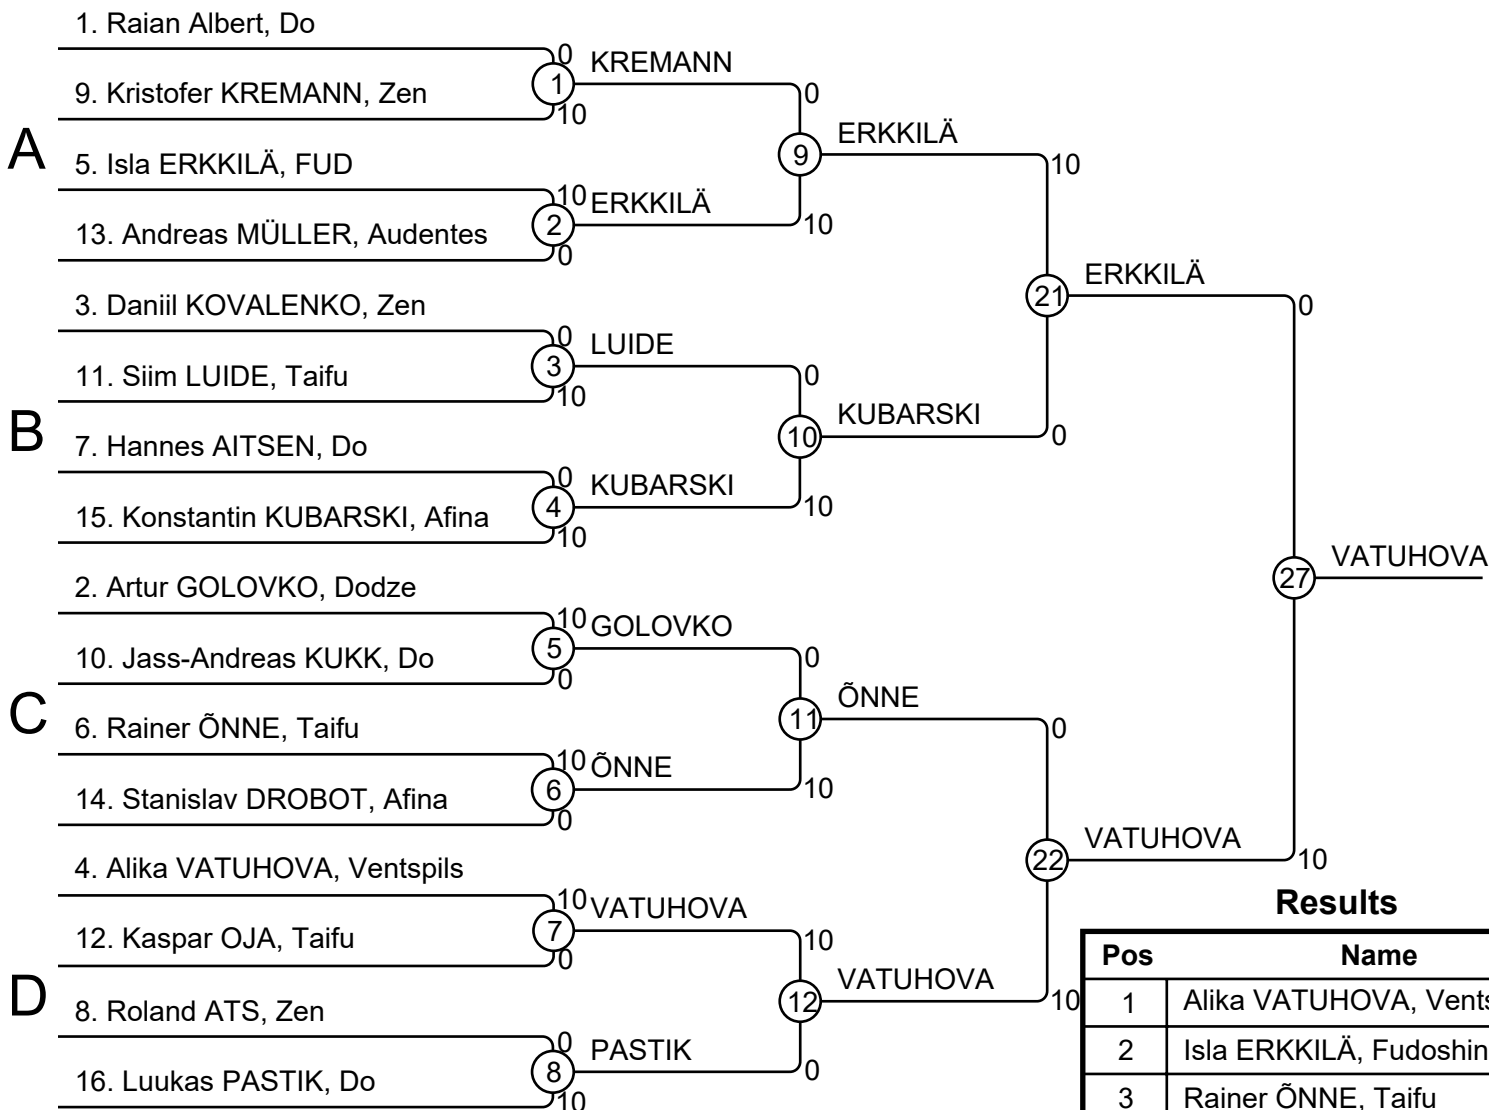 1. Raian Albert, Do
0
KREMANN
1
0
9. Kristofer KREMANN, Zen
10
A
ERKKILÄ
9
10
5. Isla ERKKILÄ, FUD
10
ERKKILÄ
2
10
13. Andreas MÜLLER, Audentes
0
ERKKILÄ
21
0
3. Daniil KOVALENKO, Zen
0
LUIDE
3
0
11. Siim LUIDE, Taifu
10
B
KUBARSKI
10
0
7. Hannes AITSEN, Do
0
KUBARSKI
4
10
15. Konstantin KUBARSKI, Afina
10
VATUHOVA
27
2. Artur GOLOVKO, Dodze
10
GOLOVKO
5
0
10. Jass-Andreas KUKK, Do
0
C
ÕNNE
11
0
6. Rainer ÕNNE, Taifu
10
ÕNNE
6
10
14. Stanislav DROBOT, Afina
0
VATUHOVA
22
10
4. Alika VATUHOVA, Ventspils
10
VATUHOVA
7
10
12. Kaspar OJA, Taifu
0
D
VATUHOVA
12
10
8. Roland ATS, Zen
0
PASTIK
8
0
16. Luukas PASTIK, Do
10
Results
Pos Name
1 Alika VATUHOVA, Vents
2 Isla ERKKILÄ, Fudoshin
3 Rainer ÕNNE, Taifu